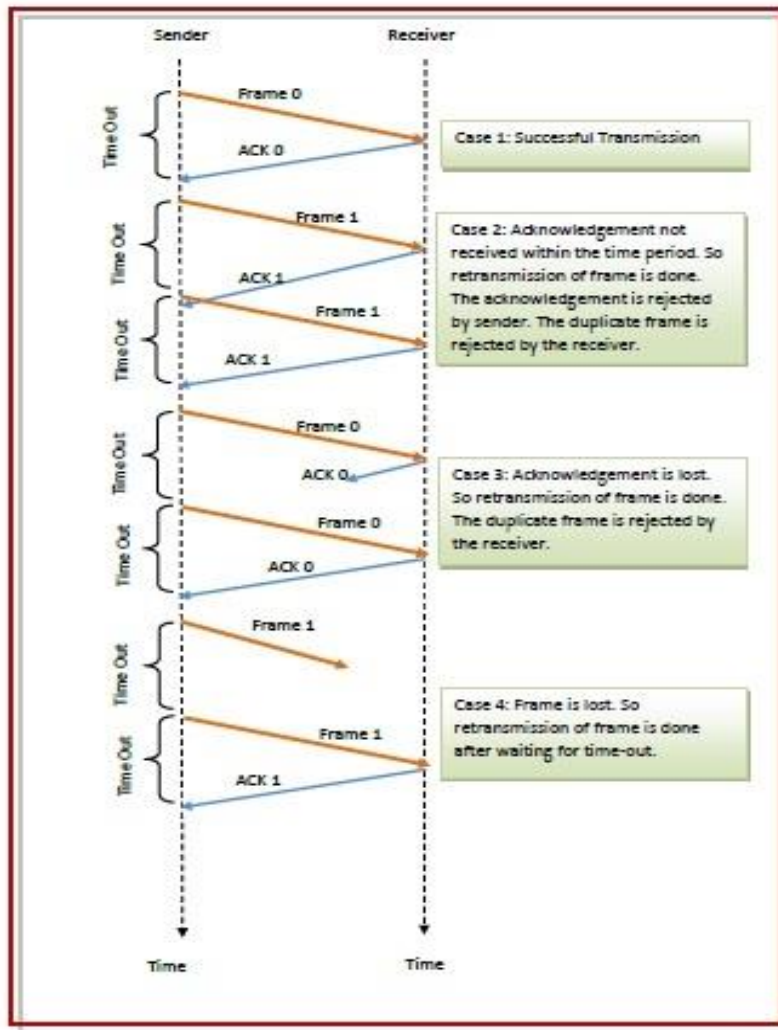 Sender
Receiver
Time Out
Frame 0
ACK 0
Case 1: Successful Transmission
Time Out
Frame 1
ACK 1
Case 2: Acknowledgement not
received within the time period. So
retransmission of frame is done.
The acknowledgement is rejected
by sender. The duplicate frame is
rejected by the receiver.
Time Out
Frame 1
ACK 1
Time Out
Frame 0
ACK 0
Case 3: Acknowledgement is lost.
So retransmission of frame is done.
The duplicate frame is rejected by
the receiver.
Time Out
Frame 0
ACK 0
Time Out
Frame 1
Case 4: Frame is lost. So
retransmission of frame is done
after waiting for time-out.
Time Out
Frame 1
ACK 1
Time
Time